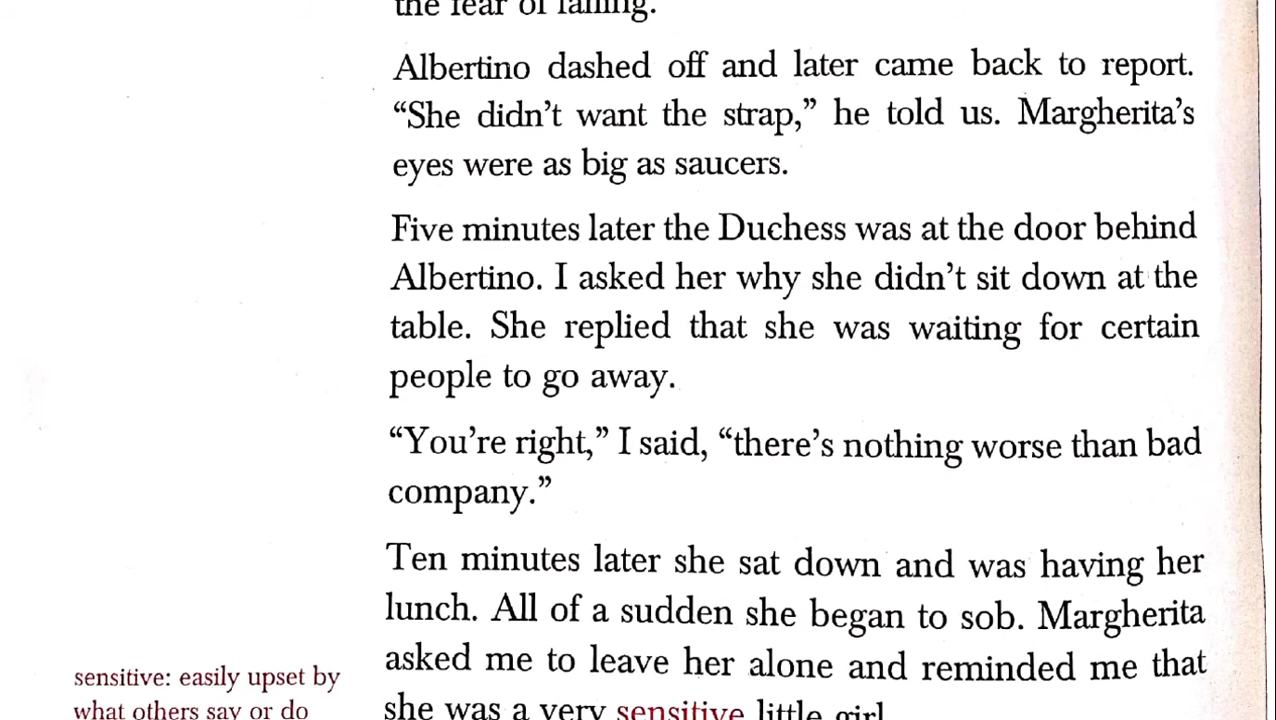 the fear of falling.
Albertino dashed off and later came back to report.
“She didn’t want the strap,” he told us. Margherita’s
eyes were as big as saucers.
Five minutes later the Duchess was at the door behind
Albertino. I asked her why she didn’t sit down at the
table. She replied that she was waiting for certain
people to go away.
“You’re right,” I said, “there’s nothing worse than bad
company.”
Ten minutes later she sat down and was having her
lunch. All of a sudden she began to sob. Margherita
asked me to leave her alone and reminded me that
she was a very sensitive little girl
sensitive: easily upset by
what others say or do